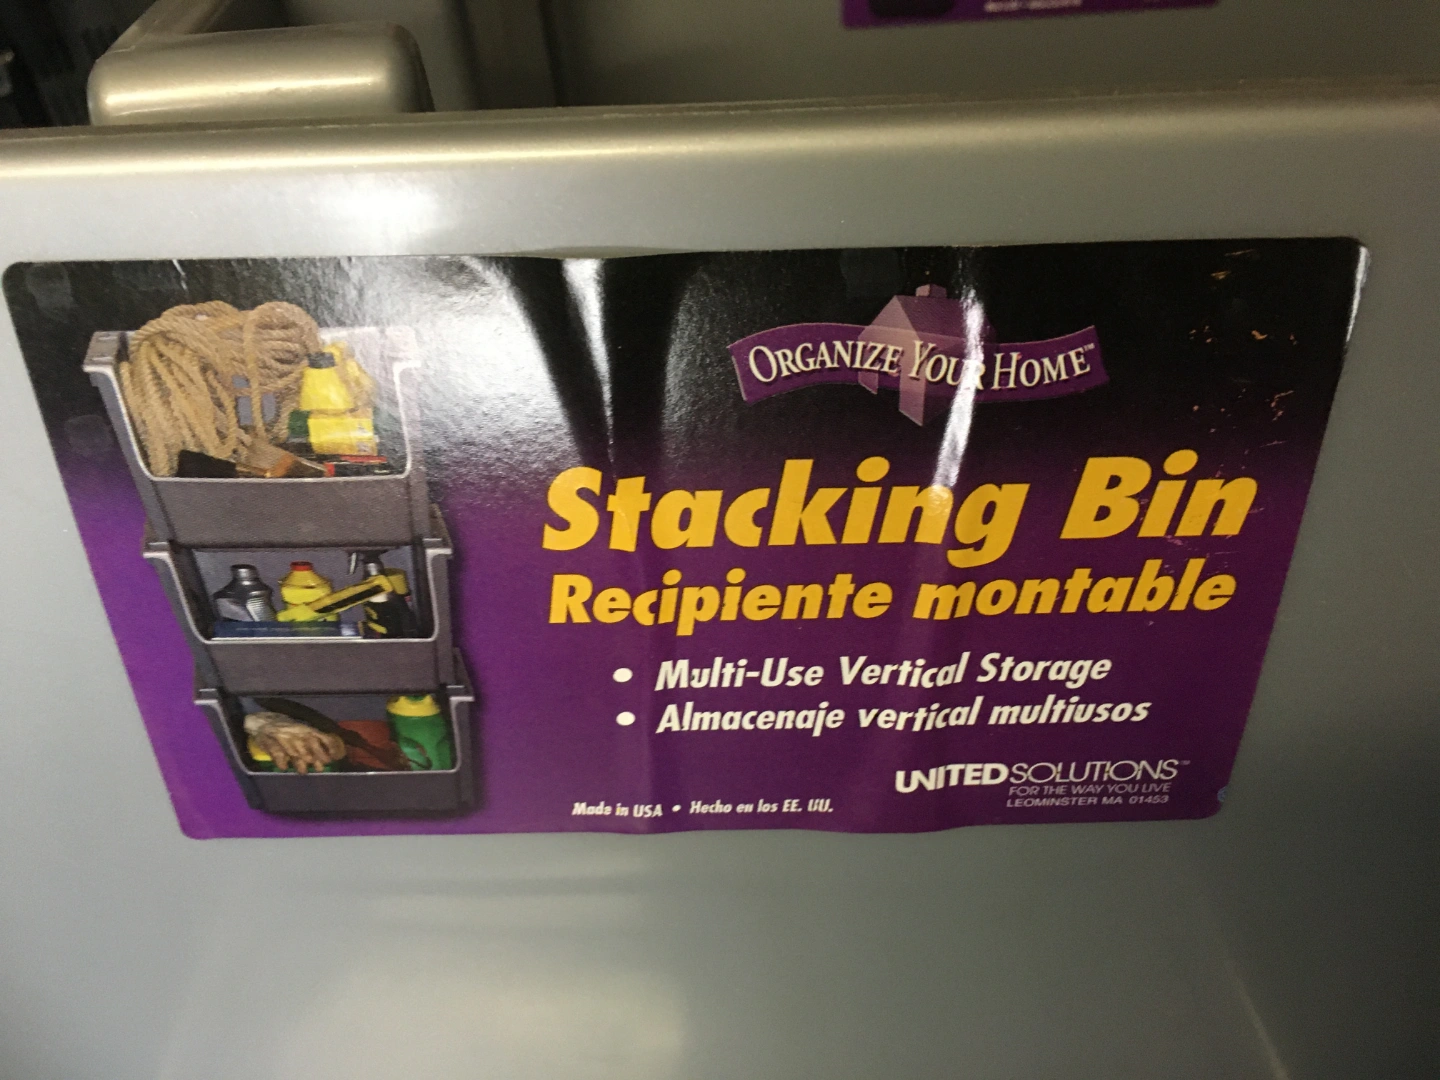 ORGANIZE YOUR HOME™
Stacking Bin
Recipiente montable
• Multi-Use Vertical Storage
• Almacenaje vertical multiusos
UNITED SOLUTIONS™
FOR THE WAY YOU LIVE
LEOMINSTER MA 01453
Made in USA • Hecho en los EE. UU.